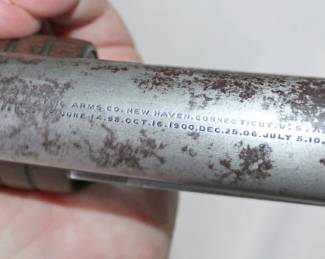 ARMS CO. NEW HAVEN, CONNECTICUT. U. S. A.
JUNE 14.98. OCT. 16. 1900. DEC. 25. 06. JULY 5. 10.